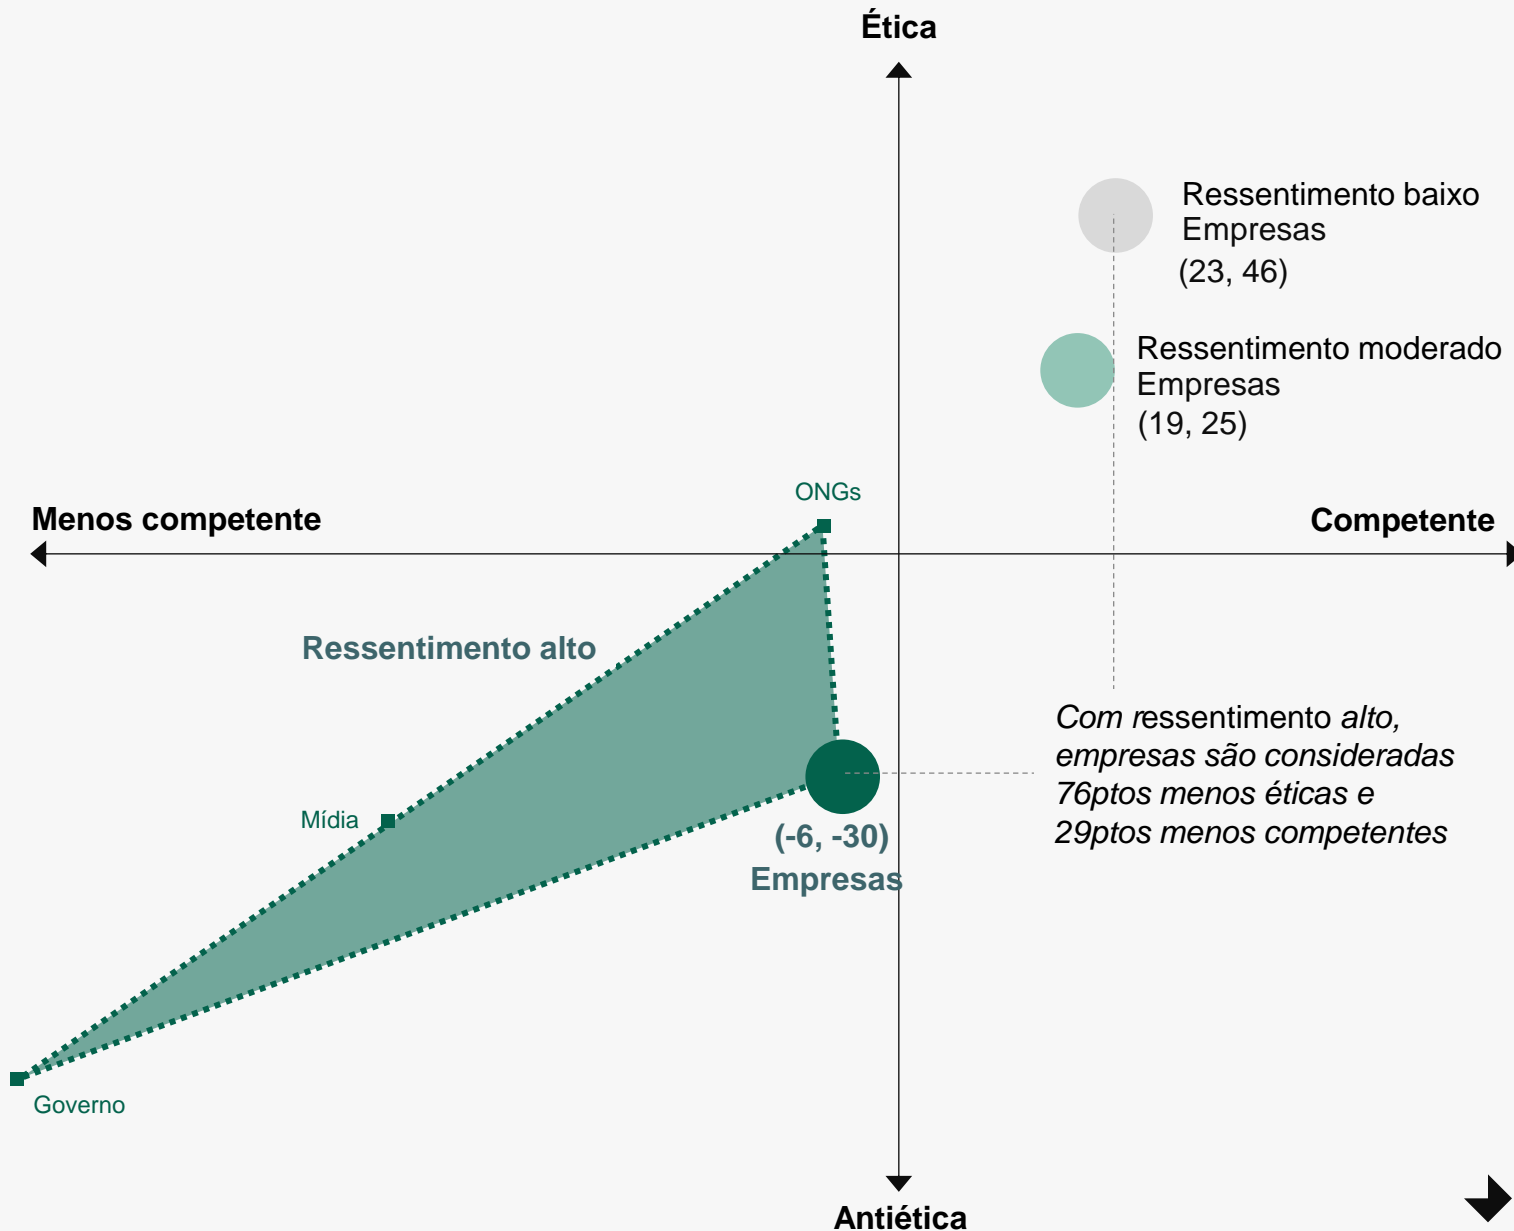 Ética
Ressentimento baixo
Empresas
(23, 46)
Ressentimento moderado
Empresas
(19, 25)
ONGs
Menos competente
Competente
Ressentimento alto
Com ressentimento alto,
empresas são consideradas
76ptos menos éticas e
29ptos menos competentes
Mídia
(-6, -30)
Empresas
Governo
Antiética